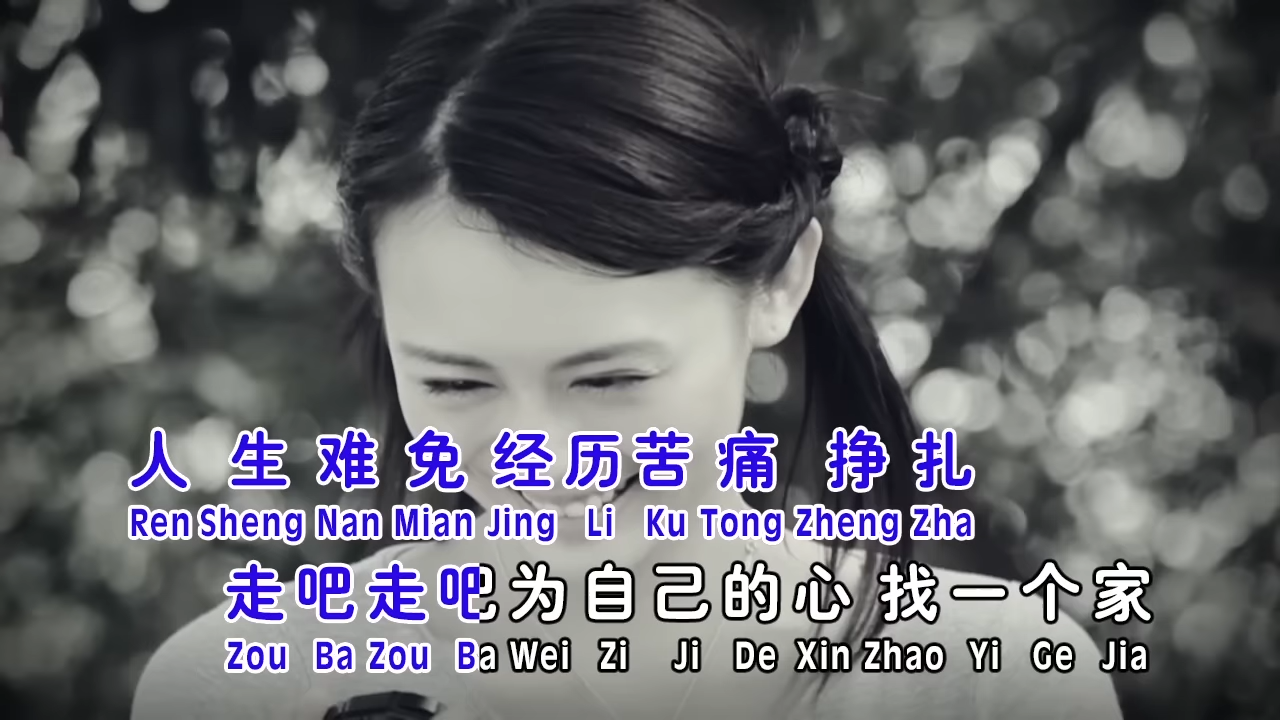 人生难免经历苦痛挣扎
Ren Sheng Nan Mian Jing Li Ku Tong Zheng Zha
走吧走吧为自己的心找一个家
Zou Ba Zou Ba Wei Zi Ji De Xin Zhao Yi Ge Jia